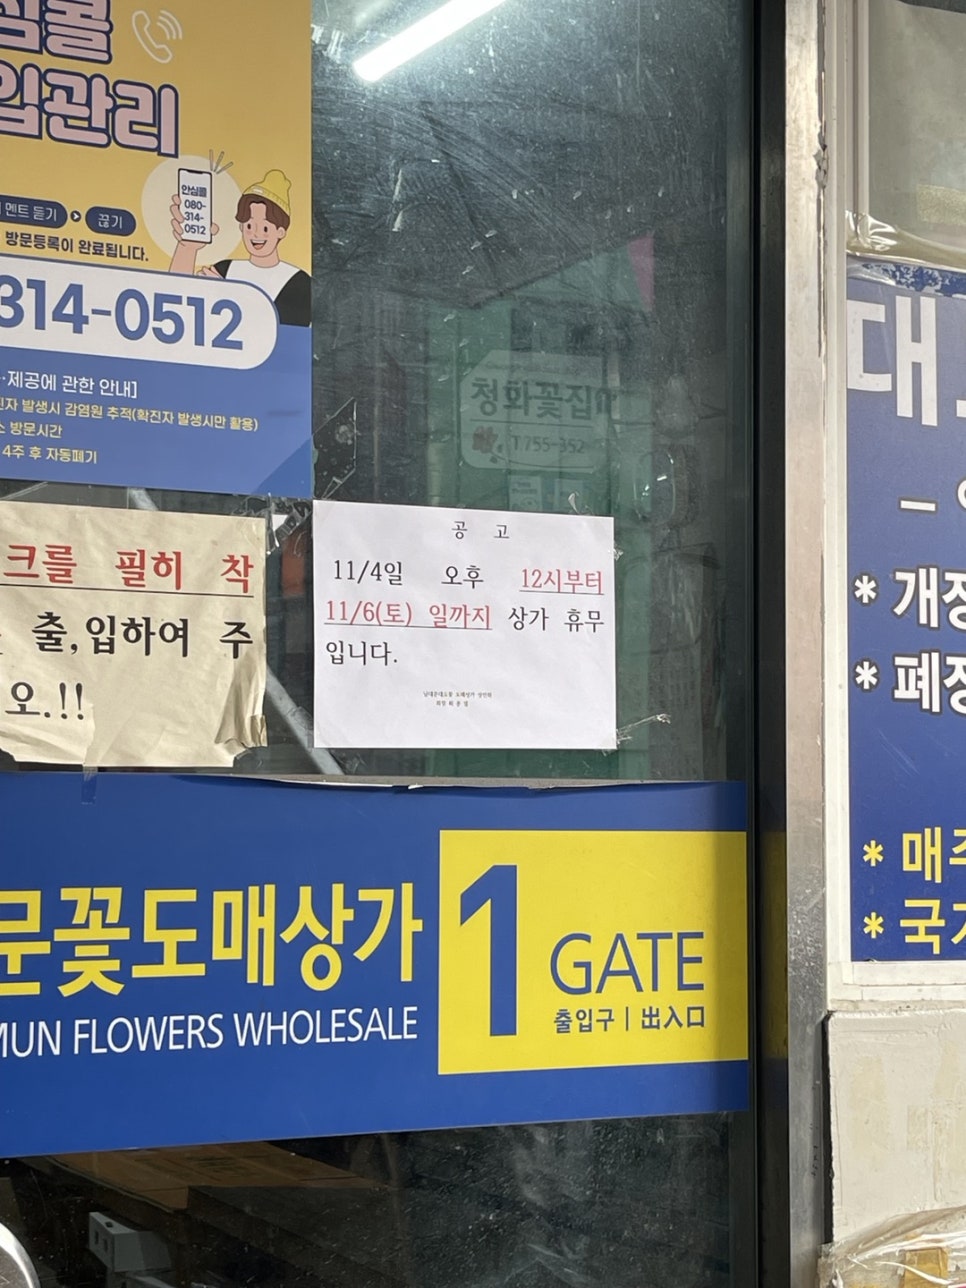 심콜
입관리
안심콜
080-
314-
0512
멘트 듣기 끊기
방문등록이 완료됩니다.
314-0512
제공에 관한 안내]
발생시 감염원 추적(확진자 발생시만 활용)
방문시간
4주 후 자동폐기
청화꽃집
T.755-352
크를 필히 착
출,입하여 주
오.!!
공 고
11/4일 오후 12시부터
11/6(토) 일까지 상가 휴무
입니다.
문꽃도매상가
MUN FLOWERS WHOLESALE
1 GATE
출입구 | 出入口
대
* 개장
* 폐장
* 매주
* 국